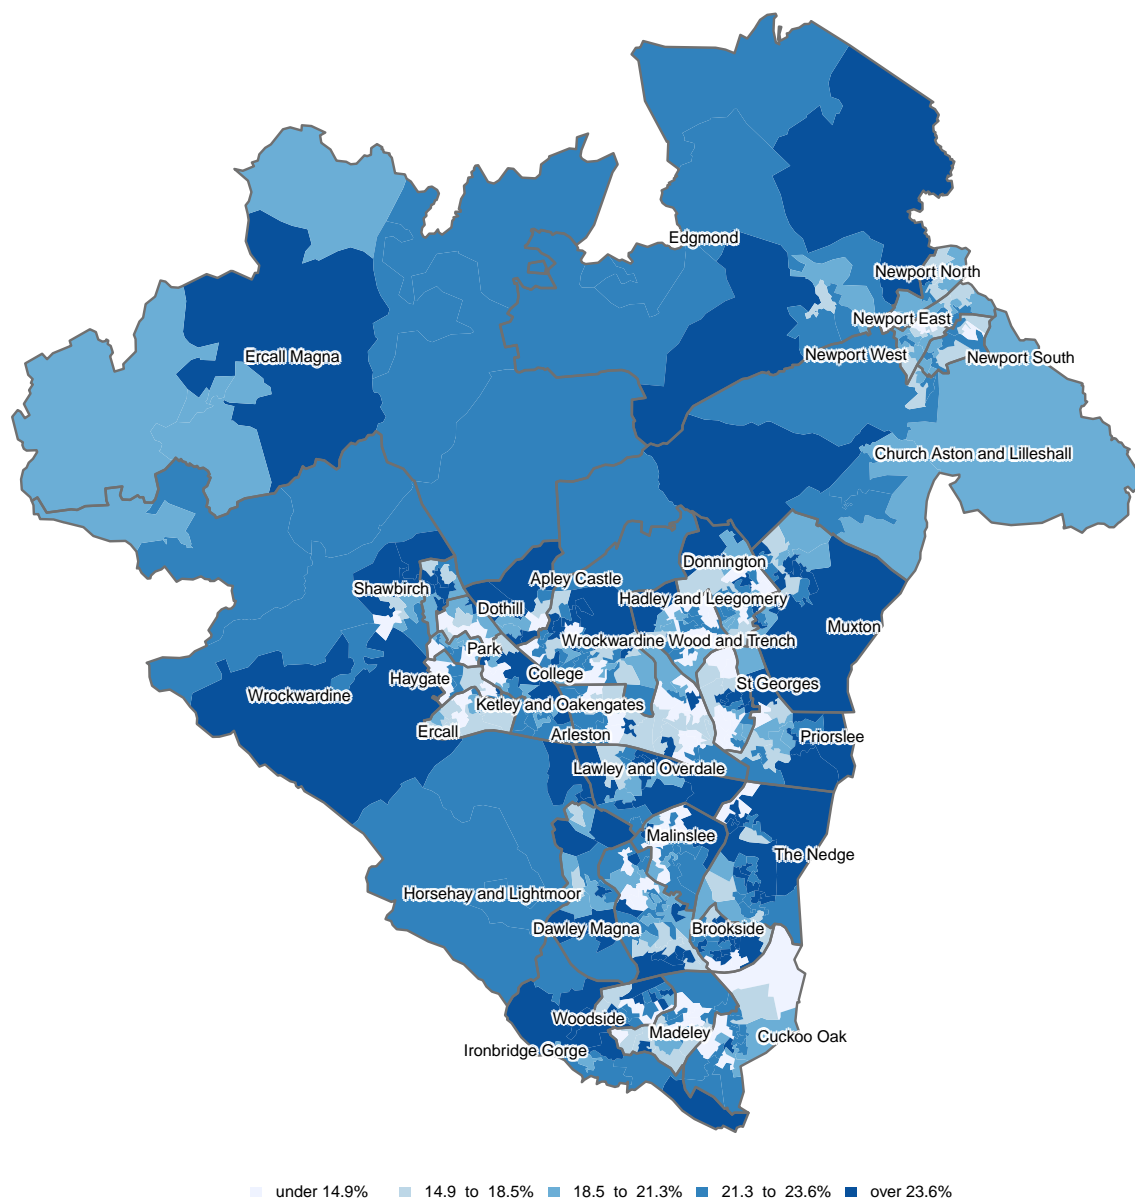 Edgmond
Newport North
Newport East
Newport West
Newport South
Ercall Magna
Church Aston and Lilleshall
Donnington
Apley Castle
Shawbirch
Hadley and Leegomery
Dothill
Muxton
Wrockwardine Wood and Trench
Park
College
Haygate
St Georges
Wrockwardine
Ketley and Oakengates
Ercall
Arleston
Priorslee
Lawley and Overdale
Malinslee
The Nedge
Horsehay and Lightmoor
Dawley Magna
Brookside
Woodside
Madeley
Cuckoo Oak
Ironbridge Gorge
under 14.9% 14.9 to 18.5% 18.5 to 21.3% 21.3 to 23.6% over 23.6%